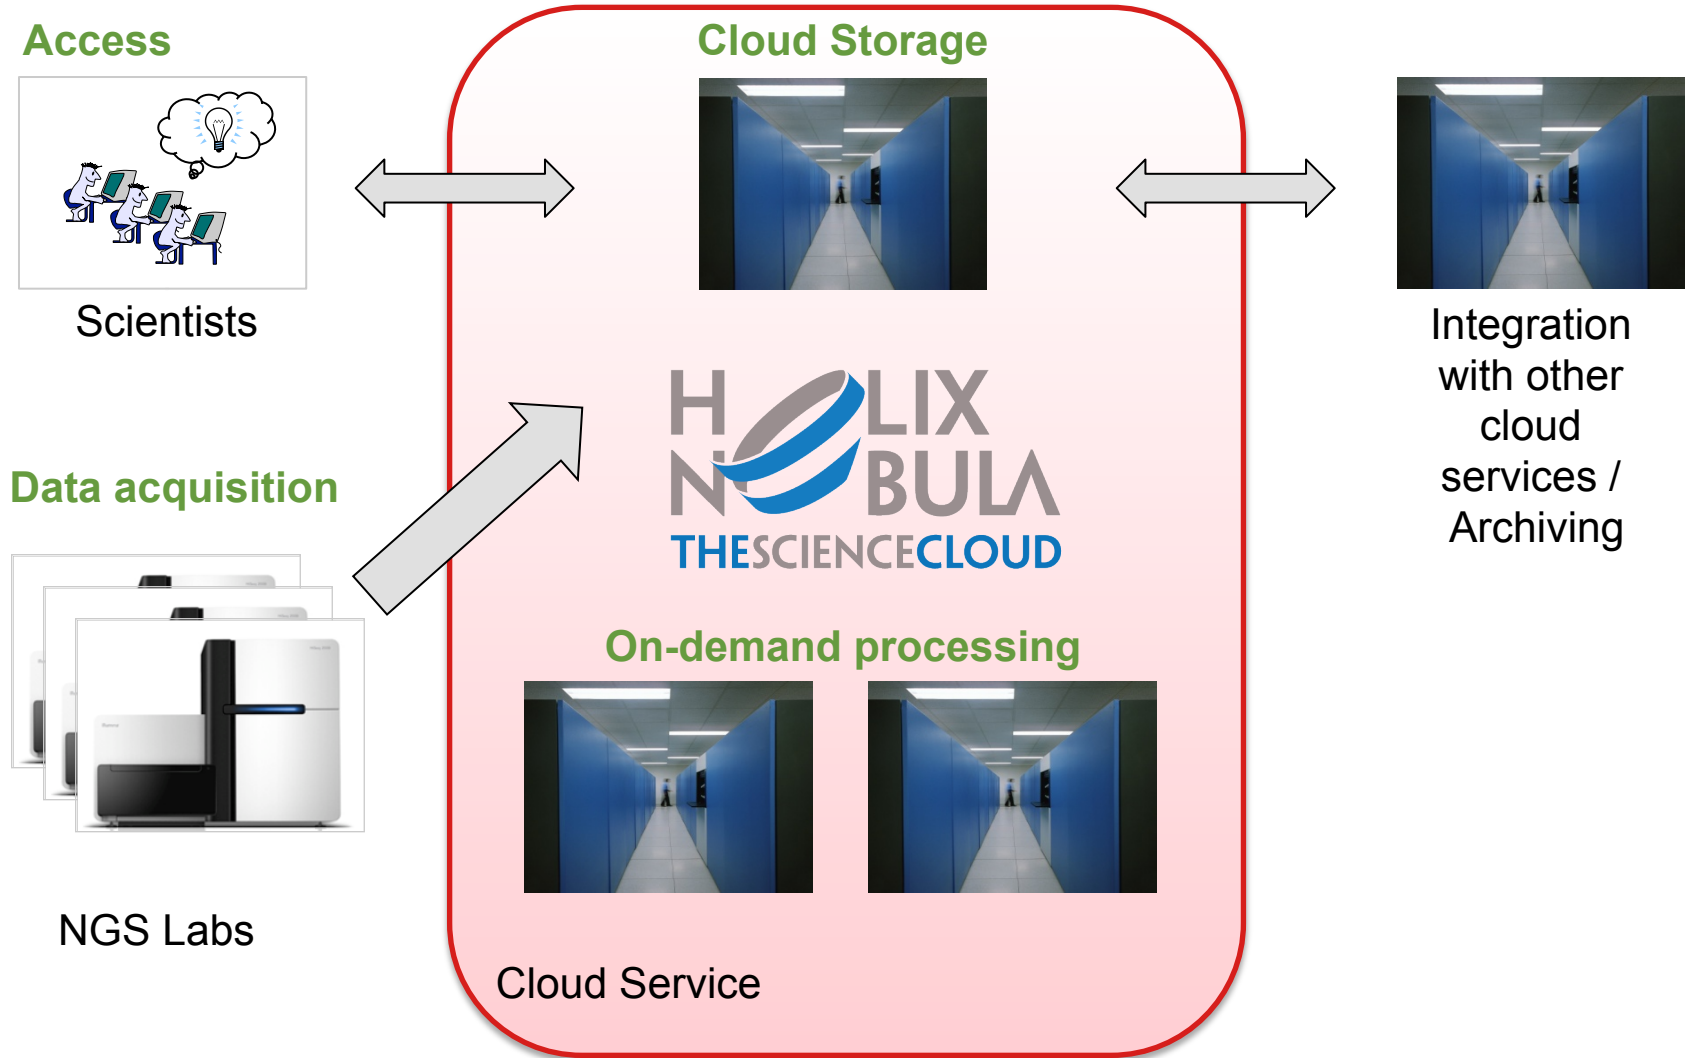 Access
Scientists
Data acquisition
NGS Labs
Cloud Storage
HELIX
NEBULA
THESCIENCECLOUD
On-demand processing
Cloud Service
Integration
with other
cloud
services /
Archiving